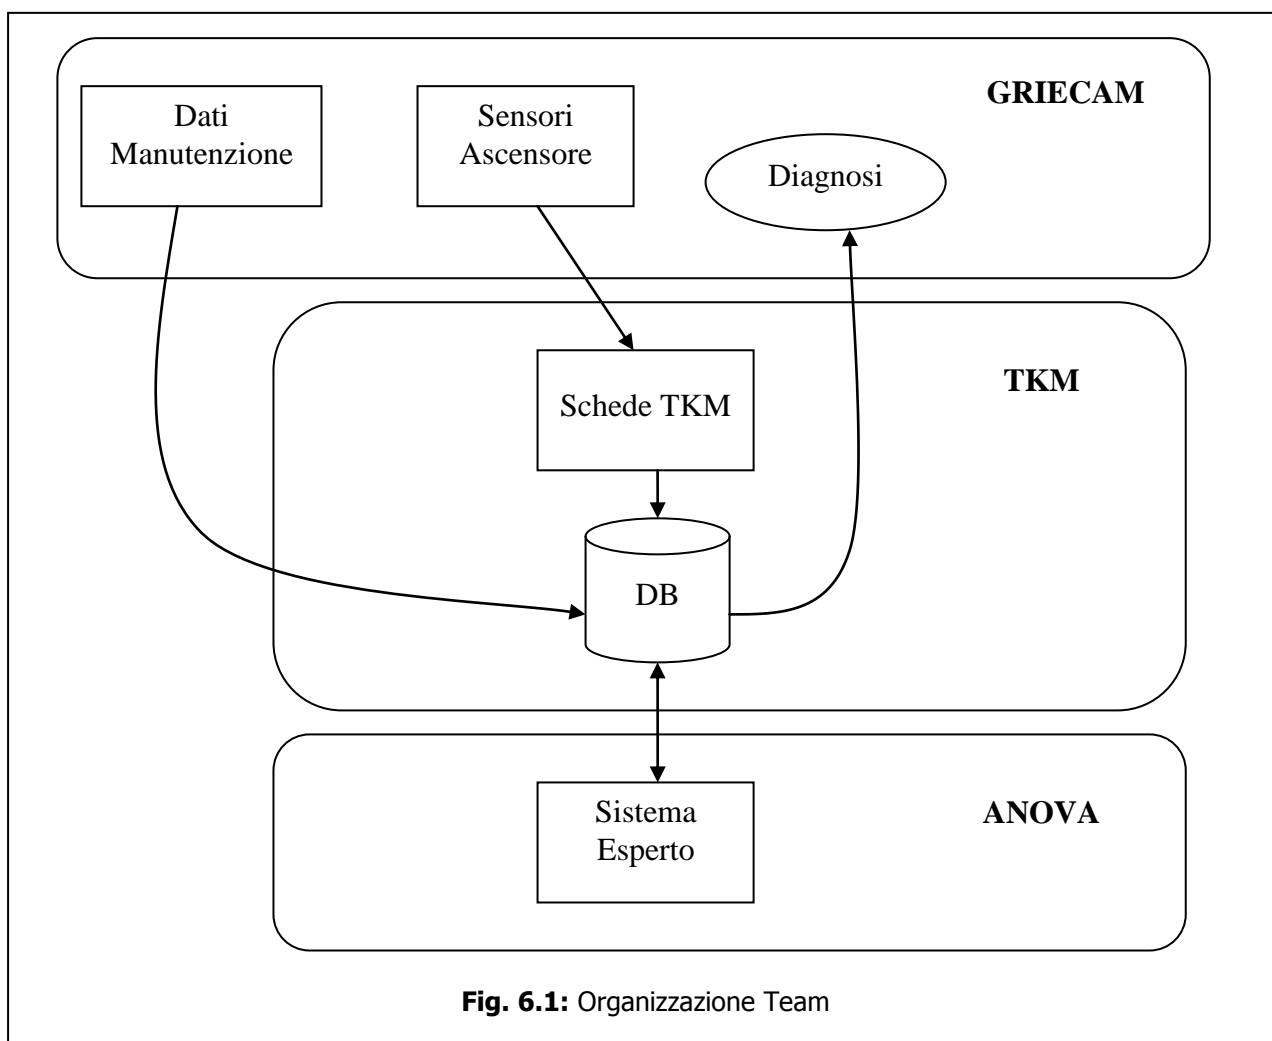 GRIECAM
Dati
Manutenzione
Sensori
Ascensore
Diagnosi
TKM
Schede TKM
DB
ANOVA
Sistema
Esperto
Fig. 6.1: Organizzazione Team